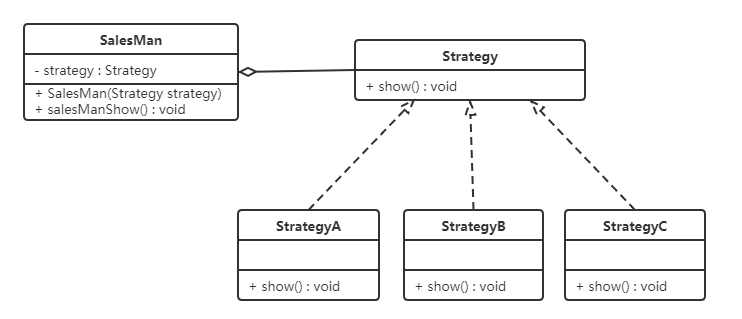 SalesMan
- strategy : Strategy
+ SalesMan(Strategy strategy)
+ salesManShow() : void
Strategy
+ show() : void
StrategyA
+ show() : void
StrategyB
+ show() : void
StrategyC
+ show() : void